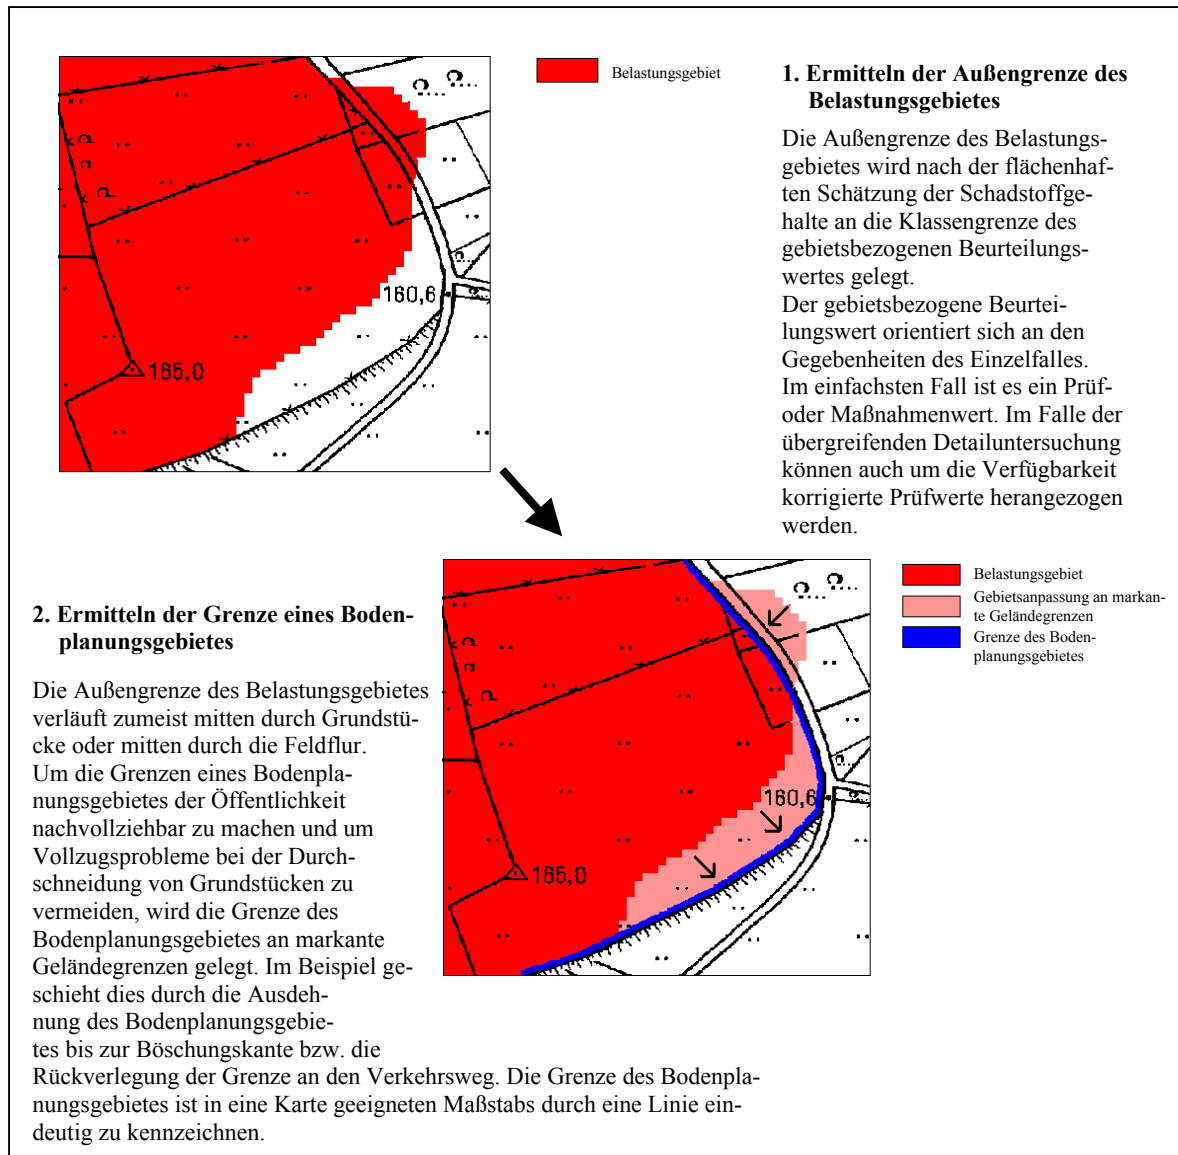 Belastungsgebiet
1. Ermitteln der Außengrenze des
Belastungsgebietes
Die Außengrenze des Belastungs-
gebietes wird nach der flächenhaf-
ten Schätzung der Schadstoffge-
halte an die Klassengrenze des
gebietsbezogenen Beurteilungs-
wertes gelegt.
Der gebietsbezogene Beurtei-
lungswert orientiert sich an den
Gegebenheiten des Einzelfalles.
Im einfachsten Fall ist es ein Prüf-
oder Maßnahmenwert. Im Falle der
übergreifenden Detailuntersuchung
können auch um die Verfügbarkeit
korrigierte Prüfwerte herangezogen
werden.
160,6
165,0
2. Ermitteln der Grenze eines Boden-
planungsgebietes
Die Außengrenze des Belastungsgebietes
verläuft zumeist mitten durch Grundstü-
cke oder mitten durch die Feldflur.
Um die Grenzen eines Bodenpla-
nungsgebietes der Öffentlichkeit
nachvollziehbar zu machen und um
Vollzugsprobleme bei der Durch-
schneidung von Grundstücken zu
vermeiden, wird die Grenze des
Bodenplanungsgebietes an markante
Geländegrenzen gelegt. Im Beispiel ge-
schieht dies durch die Ausdeh-
nung des Bodenplanungsgebie-
tes bis zur Böschungskante bzw. die
Rückverlegung der Grenze an den Verkehrsweg. Die Grenze des Bodenpla-
nungsgebietes ist in eine Karte geeigneten Maßstabs durch eine Linie ein-
deutig zu kennzeichnen.
160,6
165,0
Belastungsgebiet
Gebietsanpassung an markan-
te Geländegrenzen
Grenze des Boden-
planungsgebietes